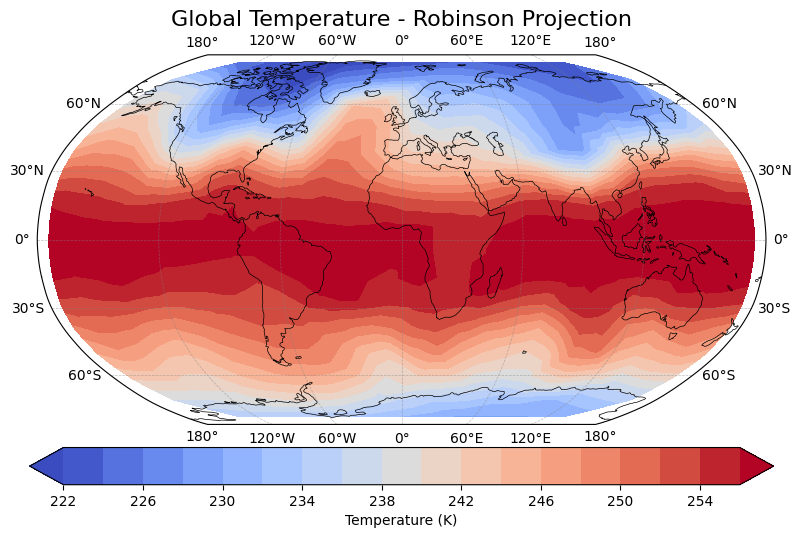 Global Temperature - Robinson Projection
180° 120°W 60°W 0° 60°E 120°E 180°
60°N 60°N
30°N 30°N
0° 0°
30°S 30°S
60°S 60°S
180° 120°W 60°W 0° 60°E 120°E 180°
222 226 230 234 238 242 246 250 254
Temperature (K)